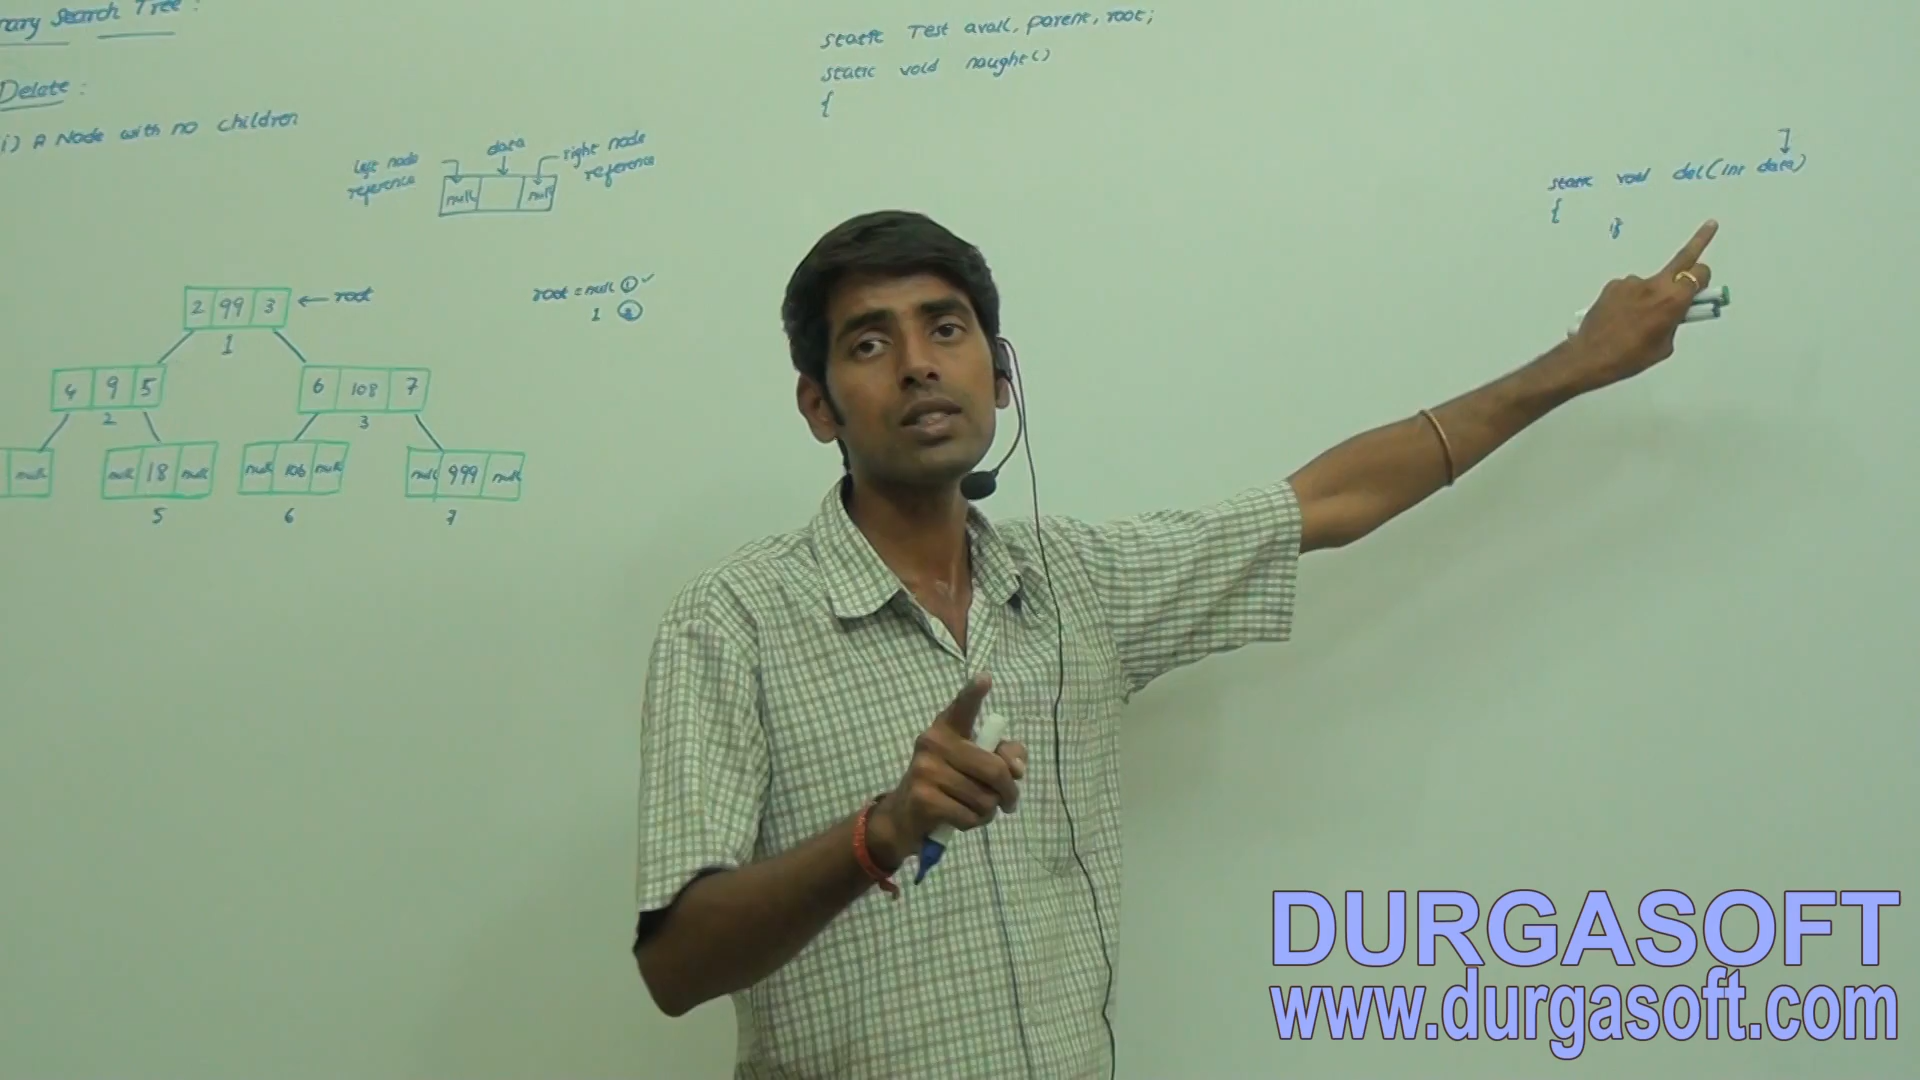 rary Search Tree :
Delete :
i) A Node with no children
left node reference
data
right node reference
null null
static Test avail, parent, root;
static void naught()
{
static void del(int data)
{
if
2 99 3 ← root
1
root = null ① ✓
1 ②
4 9 5
2
6 108 7
3
null
null 18 null
5
null 106 null
6
null 999 null
7
DURGASOFT
www.durgasoft.com